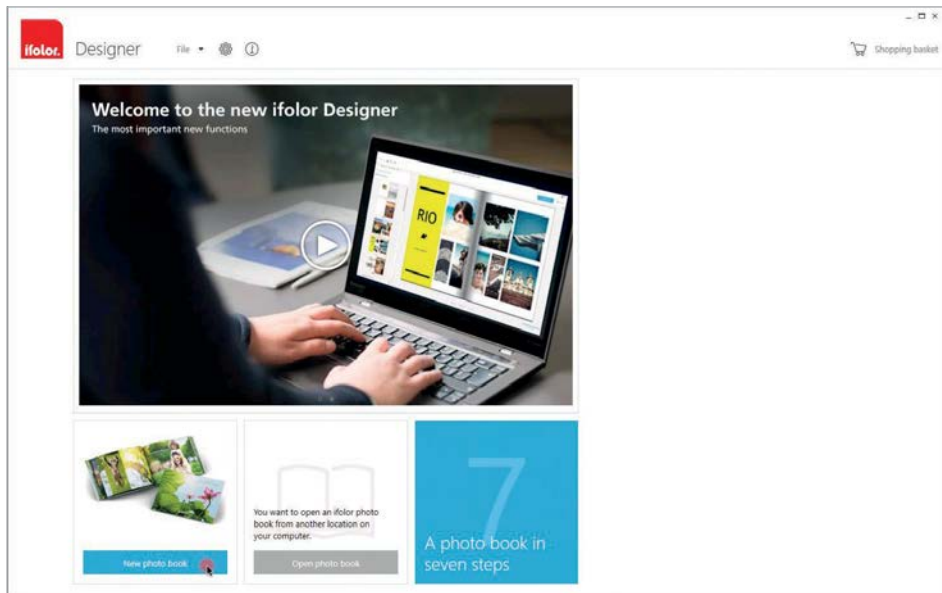 ifolor.
Designer
File
Shopping basket
Welcome to the new ifolor Designer
The most important new functions
RIO
You want to open an ifolor photo
book from another location on
your computer.
New photo book
Open photo book
7
A photo book in
seven steps